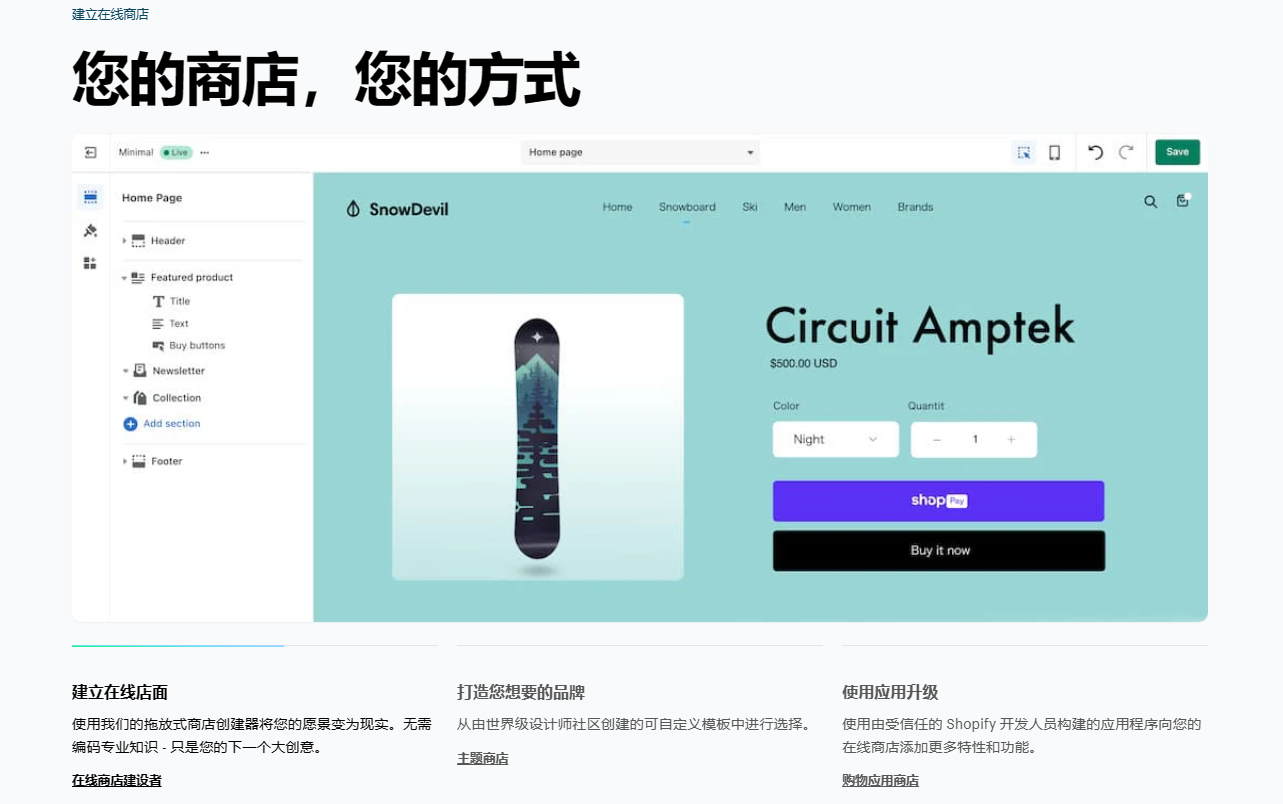 建立在线商店
您的商店，您的方式
Minimal Live
Home page
Save
Home Page
Header
Featured product
Title
Text
Buy buttons
Newsletter
Collection
Add section
Footer
SnowDevil
Home Snowboard Ski Men Women Brands
Circuit Amptek
$500.00 USD
Color Quantit
Night 1
shop Pay
Buy it now
建立在线店面
使用我们的拖放式商店创建器将您的愿景变为现实。无需
编码专业知识 - 只是您的下一个大创意。
在线商店建设者
打造您想要的品牌
从由世界级设计师社区创建的可自定义模板中进行选择。
主题商店
使用应用升级
使用由受信任的 Shopify 开发人员构建的应用程序向您的
在线商店添加更多特性和功能。
购物应用商店